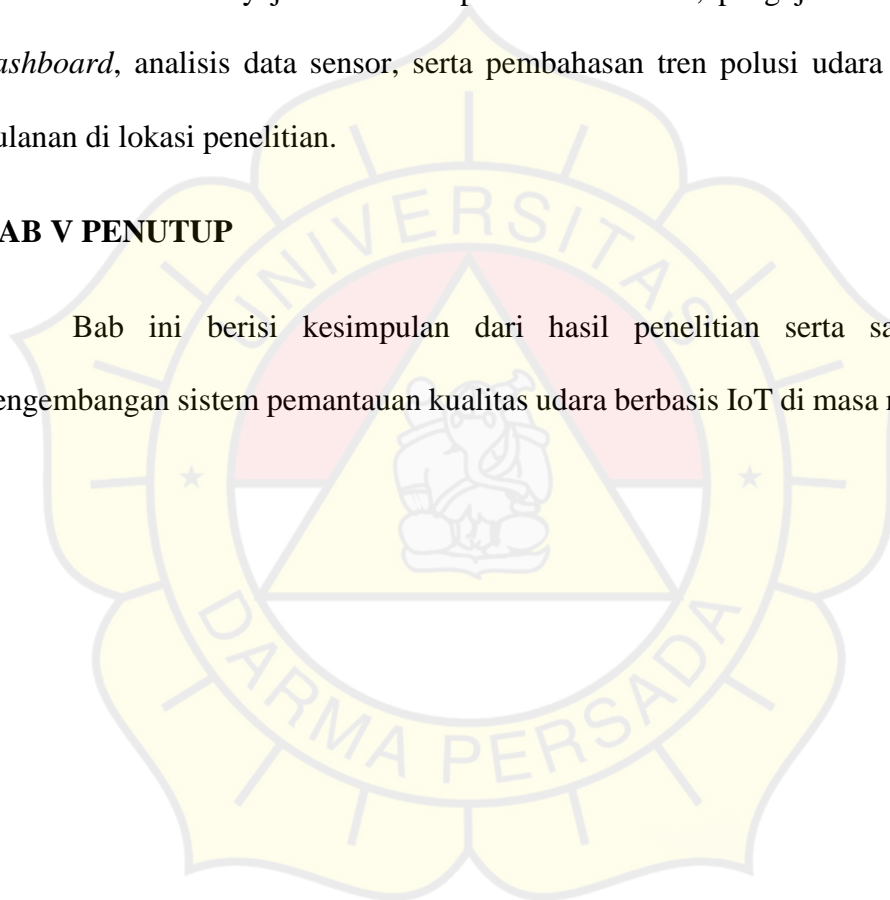 ashboard, analisis data sensor, serta pembahasan tren polusi udara
ulanan di lokasi penelitian.
AB V PENUTUP
Bab ini berisi kesimpulan dari hasil penelitian serta sa
engembangan sistem pemantauan kualitas udara berbasis IoT di masa
UNIVERSITAS
DARMA PERSADA